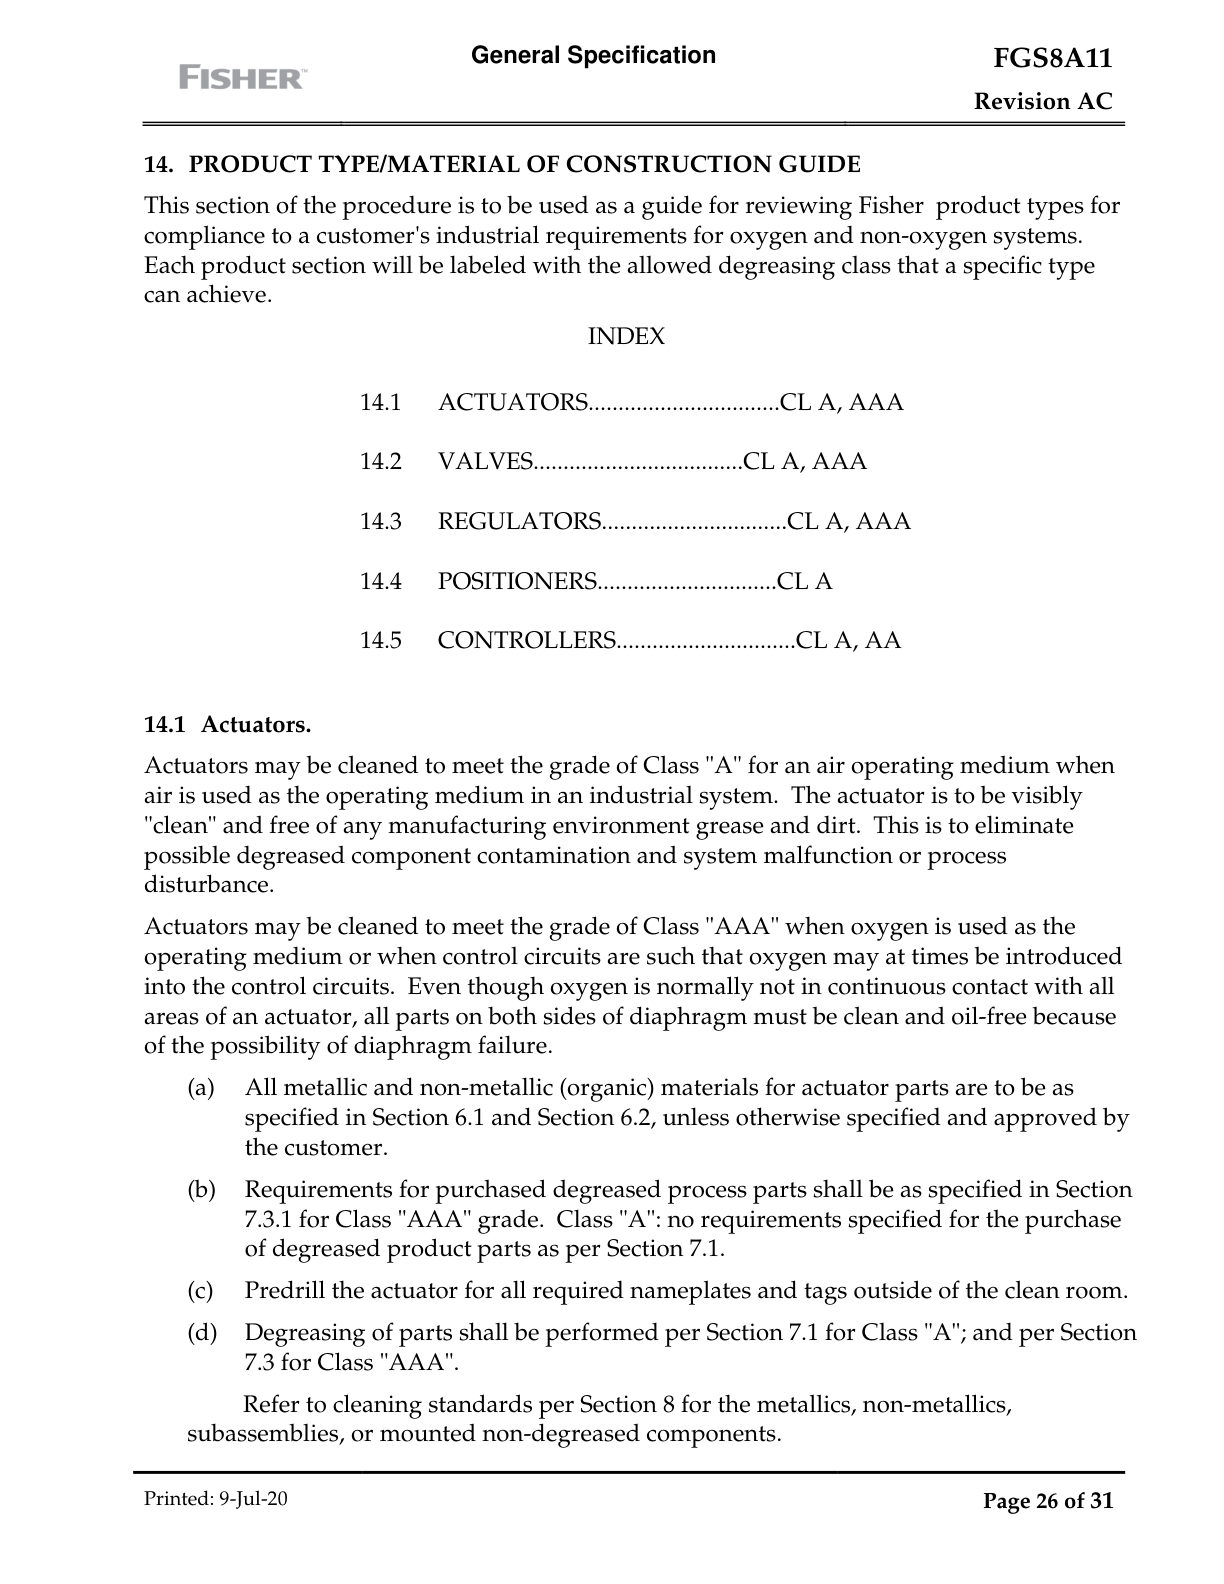 General Specification
FGS8A11
FISHER™
Revision AC
14. PRODUCT TYPE/MATERIAL OF CONSTRUCTION GUIDE
This section of the procedure is to be used as a guide for reviewing Fisher  product types for
compliance to a customer's industrial requirements for oxygen and non-oxygen systems.
Each product section will be labeled with the allowed degreasing class that a specific type
can achieve.
INDEX
14.1 ACTUATORS................................CL A, AAA
14.2 VALVES...................................CL A, AAA
14.3 REGULATORS...............................CL A, AAA
14.4 POSITIONERS..............................CL A
14.5 CONTROLLERS..............................CL A, AA
14.1 Actuators.
Actuators may be cleaned to meet the grade of Class "A" for an air operating medium when
air is used as the operating medium in an industrial system.  The actuator is to be visibly
"clean" and free of any manufacturing environment grease and dirt.  This is to eliminate
possible degreased component contamination and system malfunction or process
disturbance.
Actuators may be cleaned to meet the grade of Class "AAA" when oxygen is used as the
operating medium or when control circuits are such that oxygen may at times be introduced
into the control circuits.  Even though oxygen is normally not in continuous contact with all
areas of an actuator, all parts on both sides of diaphragm must be clean and oil-free because
of the possibility of diaphragm failure.
(a) All metallic and non-metallic (organic) materials for actuator parts are to be as
specified in Section 6.1 and Section 6.2, unless otherwise specified and approved by
the customer.
(b) Requirements for purchased degreased process parts shall be as specified in Section
7.3.1 for Class "AAA" grade.  Class "A": no requirements specified for the purchase
of degreased product parts as per Section 7.1.
(c) Predrill the actuator for all required nameplates and tags outside of the clean room.
(d) Degreasing of parts shall be performed per Section 7.1 for Class "A"; and per Section
7.3 for Class "AAA".
Refer to cleaning standards per Section 8 for the metallics, non-metallics,
subassemblies, or mounted non-degreased components.
Printed: 9-Jul-20
Page 26 of 31